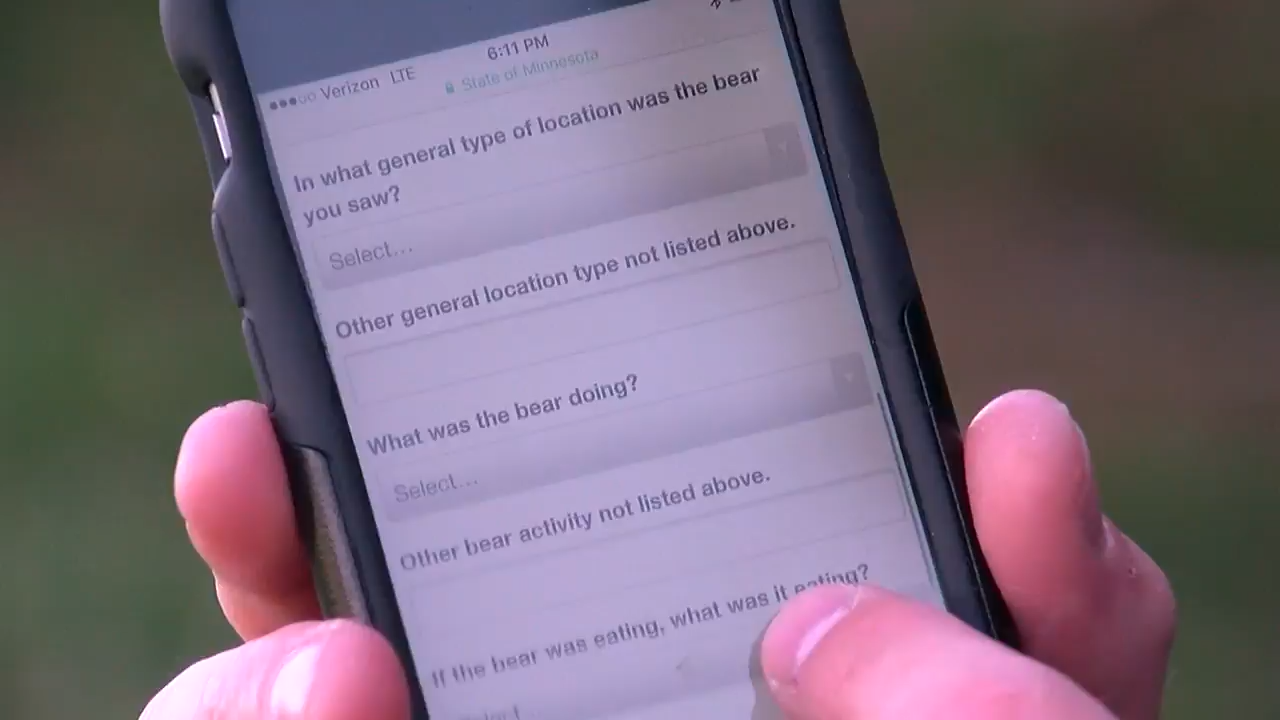 Verizon LTE 6:11 PM
State of Minnesota
In what general type of location was the bear
you saw?
Select...
Other general location type not listed above.
What was the bear doing?
Select...
Other bear activity not listed above.
If the bear was eating, what was it eating?